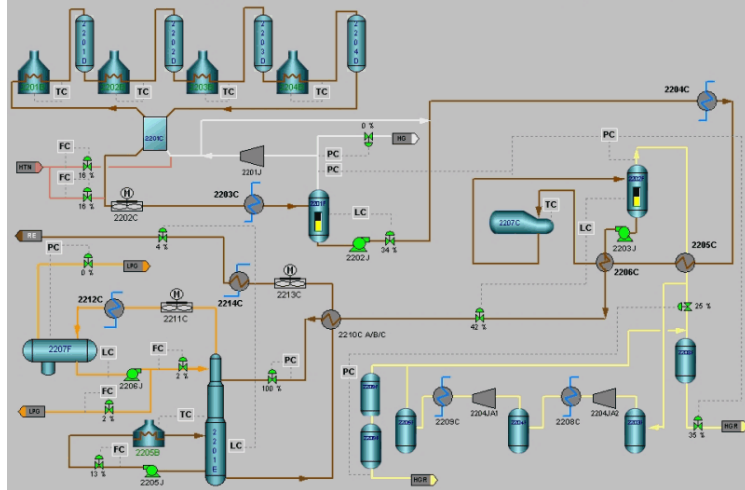 2201D
2202D
2203D
2204D
TC
TC
TC
TC
2204C
2201C
0 %
HG
FC
PC
PC
PC
HTN
16 %
FC
2201J
16 %
H
2202C
2203C
LC
2202J
34 %
TC
2207C
LC
2203J
2206C
2205C
RE
4 %
PC
LPG
0 %
2214C
H
2213C
2212C
H
2211C
2210C A/B/C
42 %
25 %
2207F
LC
FC
PC
2206J
2 %
100 %
FC
LPG
2 %
PC
2209C
2204JA1
2208C
2204JA2
35 %
HGR
TC
2205B
FC
LC
2201E
13 %
2205J
HGR